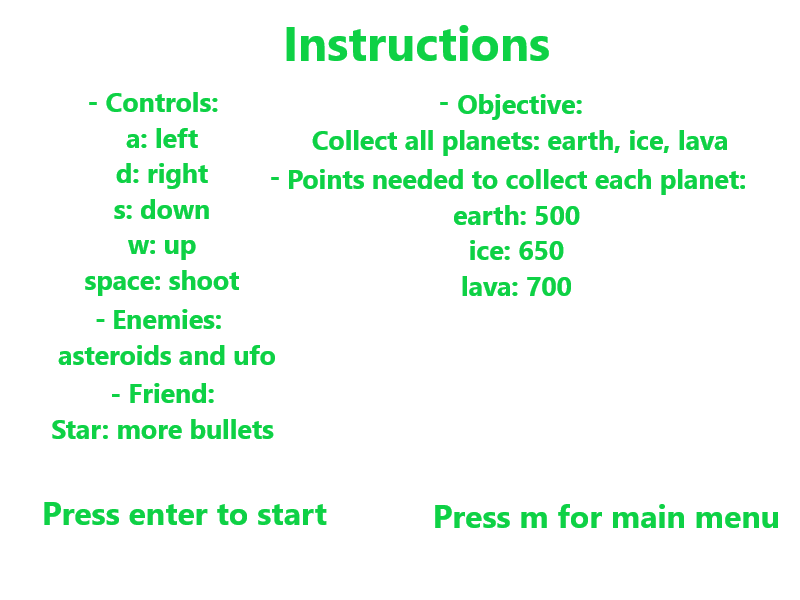 Instructions
- Controls:
a: left
d: right
s: down
w: up
space: shoot
- Enemies:
asteroids and ufo
- Friend:
Star: more bullets
- Objective:
Collect all planets: earth, ice, lava
- Points needed to collect each planet:
earth: 500
ice: 650
lava: 700
Press enter to start
Press m for main menu